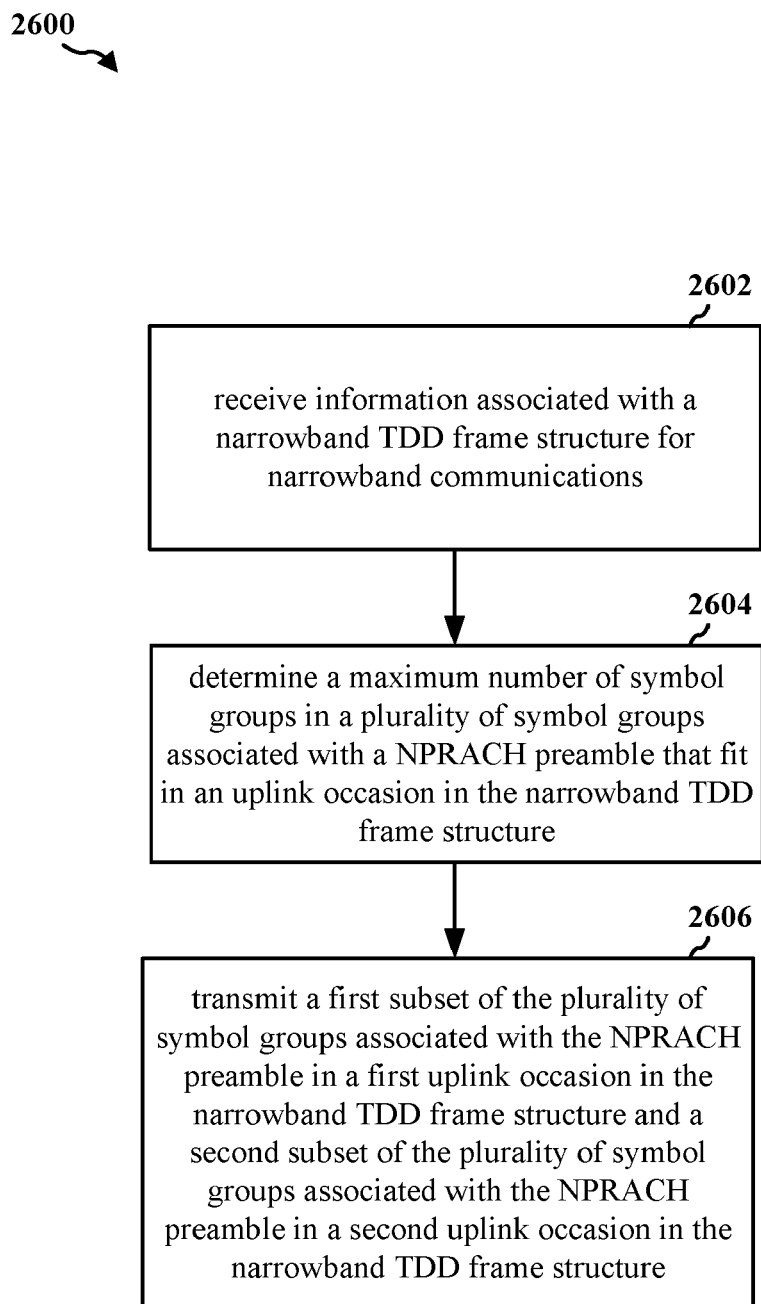 2600
2602
receive information associated with a
narrowband TDD frame structure for
narrowband communications
2604
determine a maximum number of symbol
groups in a plurality of symbol groups
associated with a NPRACH preamble that fit
in an uplink occasion in the narrowband TDD
frame structure
2606
transmit a first subset of the plurality of
symbol groups associated with the NPRACH
preamble in a first uplink occasion in the
narrowband TDD frame structure and a
second subset of the plurality of symbol
groups associated with the NPRACH
preamble in a second uplink occasion in the
narrowband TDD frame structure